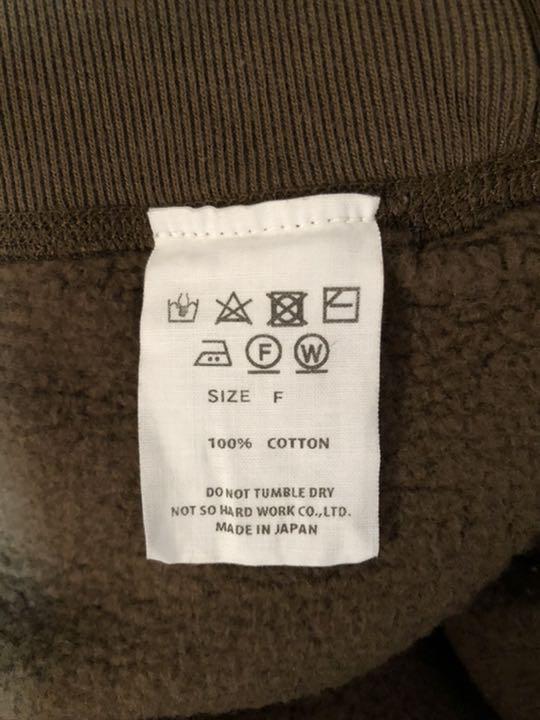 F W
SIZE F
100% COTTON
DO NOT TUMBLE DRY
NOT SO HARD WORK CO.,LTD.
MADE IN JAPAN